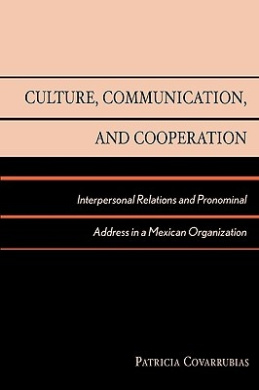 CULTURE, COMMUNICATION,
AND COOPERATION
Interpersonal Relations and Pronominal
Address in a Mexican Organization
PATRICIA COVARRUBIAS